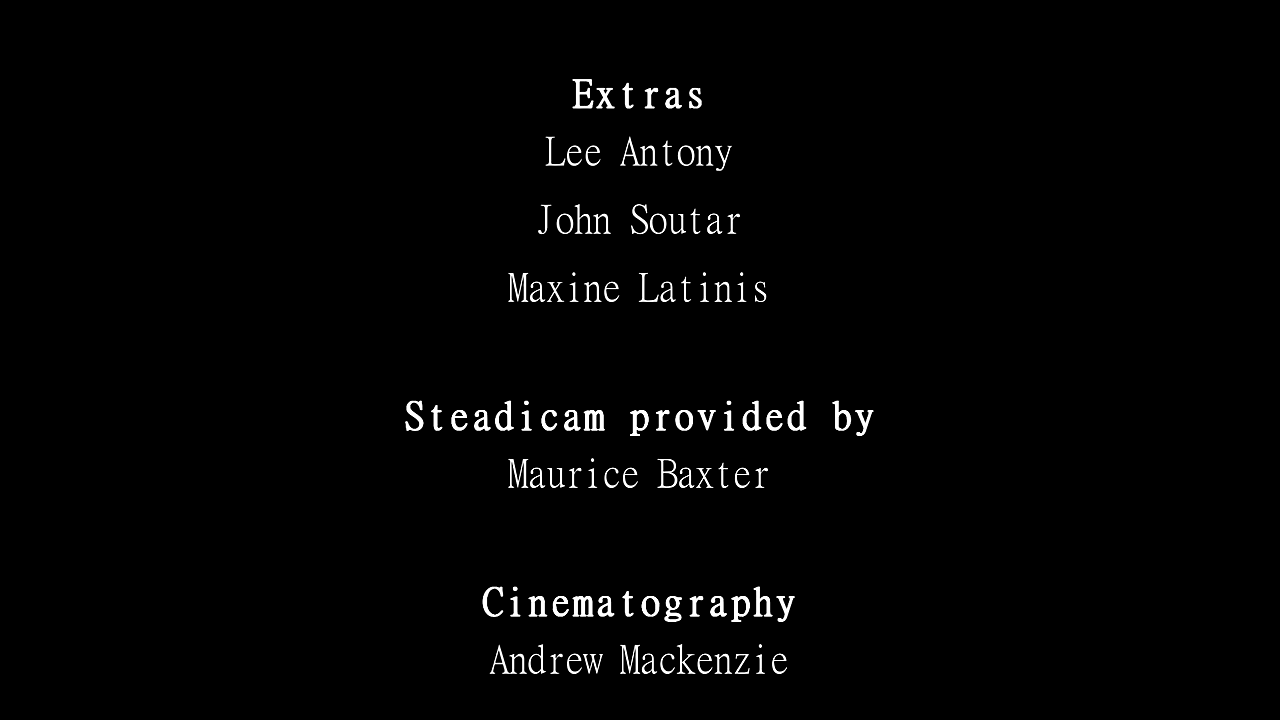 Extras
Lee Antony
John Soutar
Maxine Latinis
Steadicam provided by
Maurice Baxter
Cinematography
Andrew Mackenzie